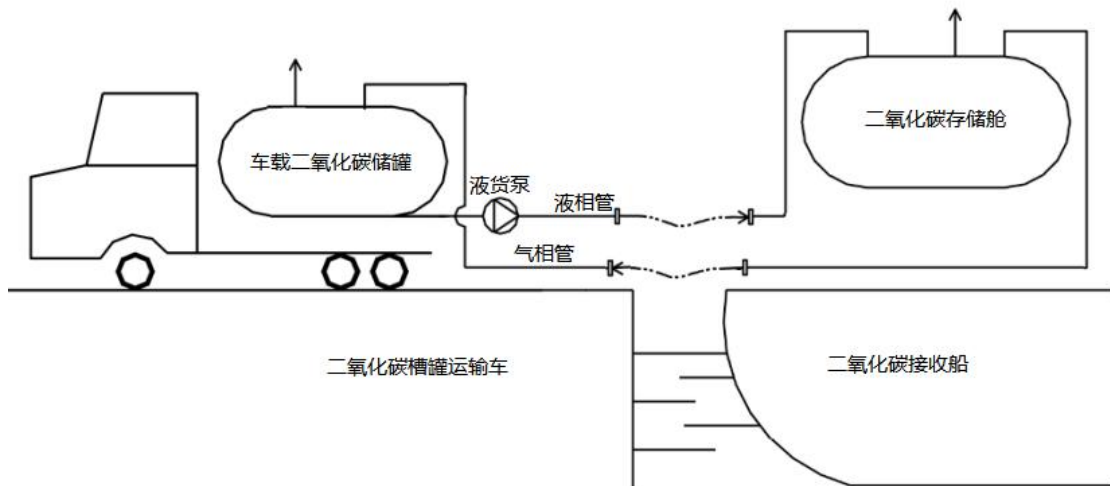 二氧化碳存储舱
车载二氧化碳储罐
液货泵
液相管
气相管
二氧化碳槽罐运输车
二氧化碳接收船